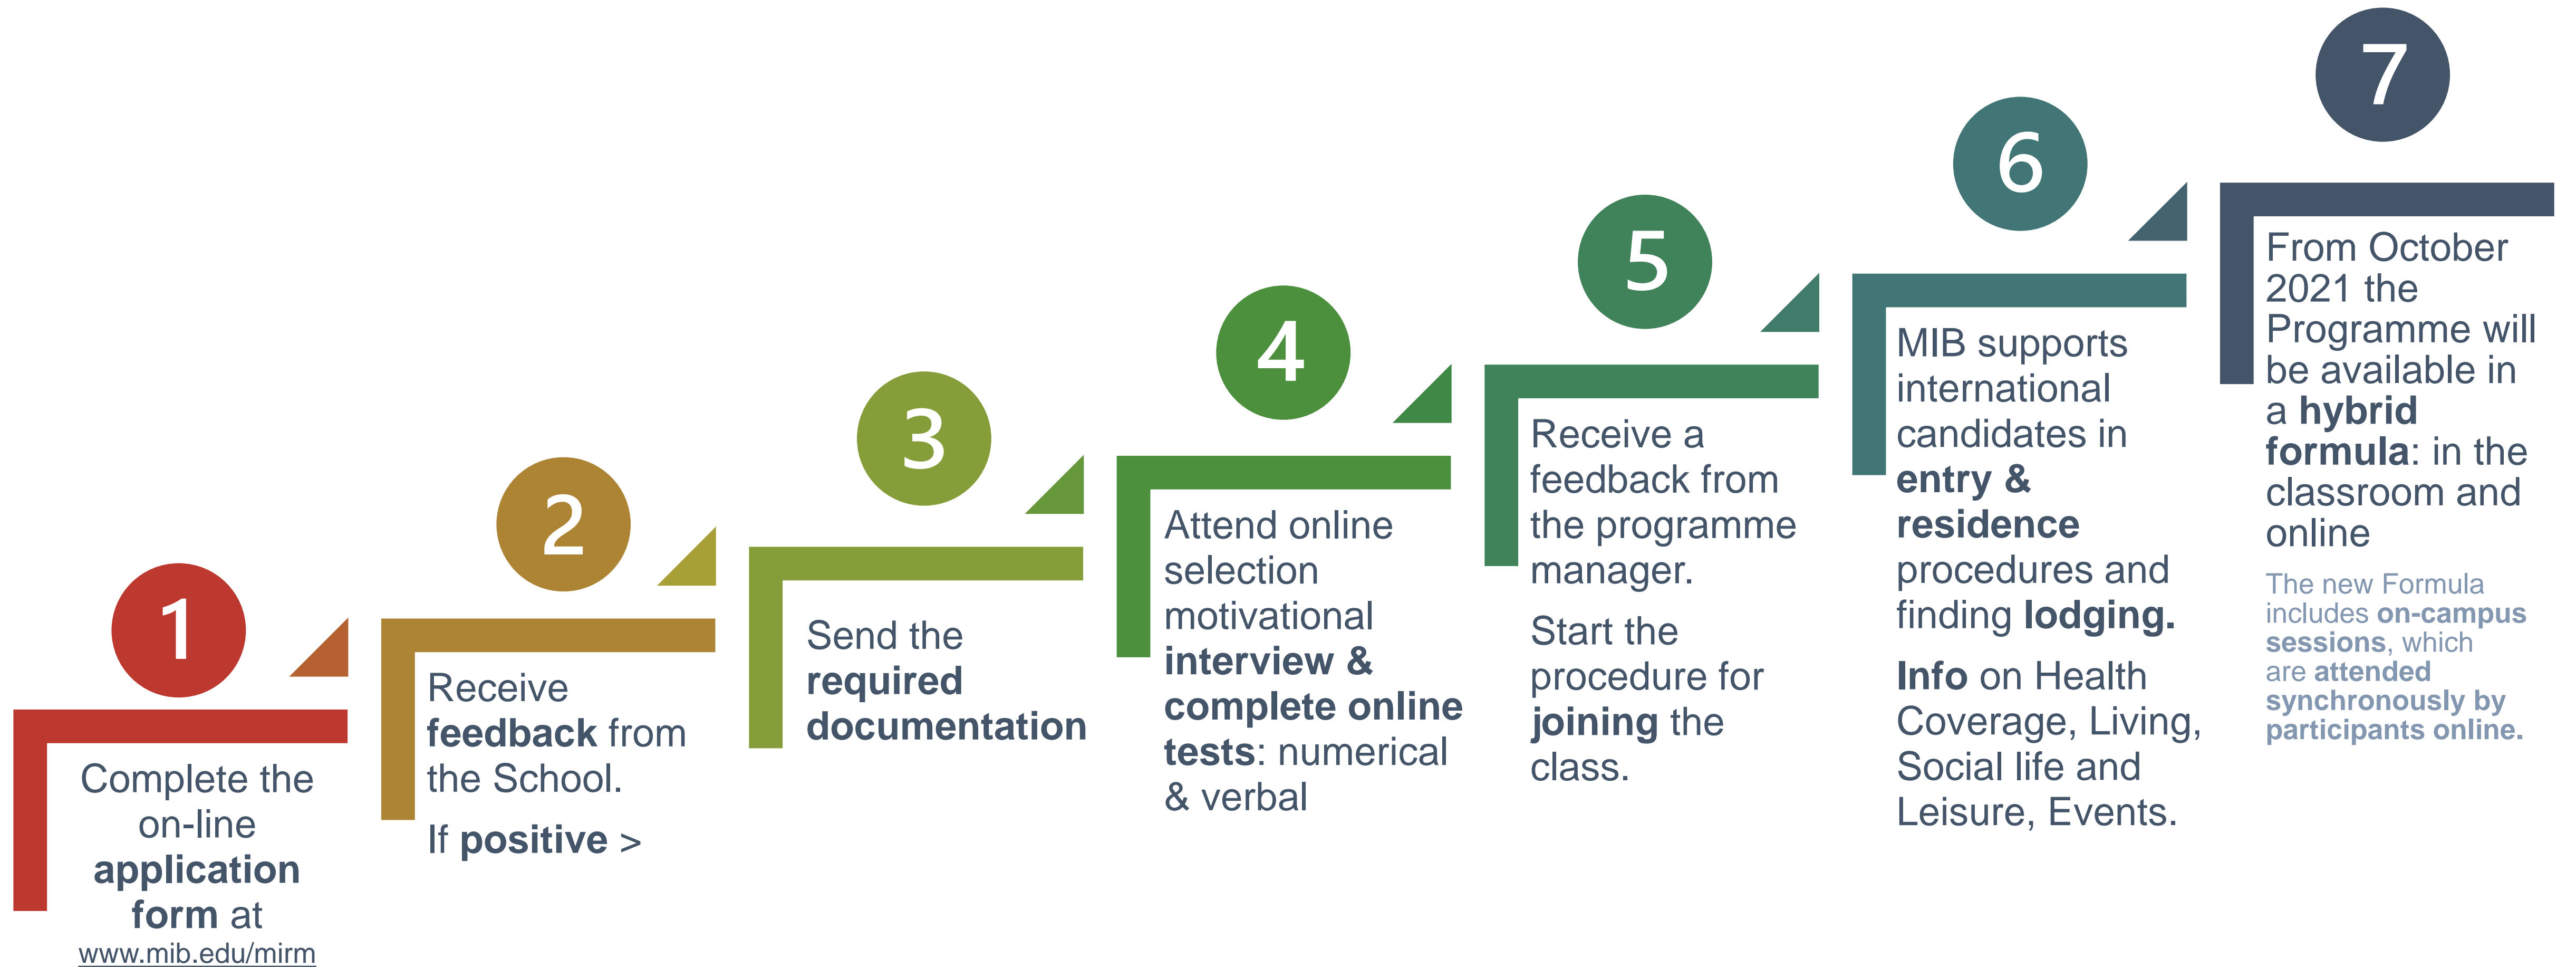 1
Complete the
on-line
application
form at
www.mib.edu/mirm
2
Receive
feedback from
the School.
If positive >
3
Send the
required
documentation
4
Attend online
selection
motivational
interview &
complete online
tests: numerical
& verbal
5
Receive a
feedback from
the programme
manager.
Start the
procedure for
joining the
class.
6
MIB supports
international
candidates in
entry &
residence
procedures and
finding lodging.
Info on Health
Coverage, Living,
Social life and
Leisure, Events.
7
From October
2021 the
Programme will
be available in
a hybrid
formula: in the
classroom and
online
The new Formula
includes on-campus
sessions, which
are attended
synchronously by
participants online.